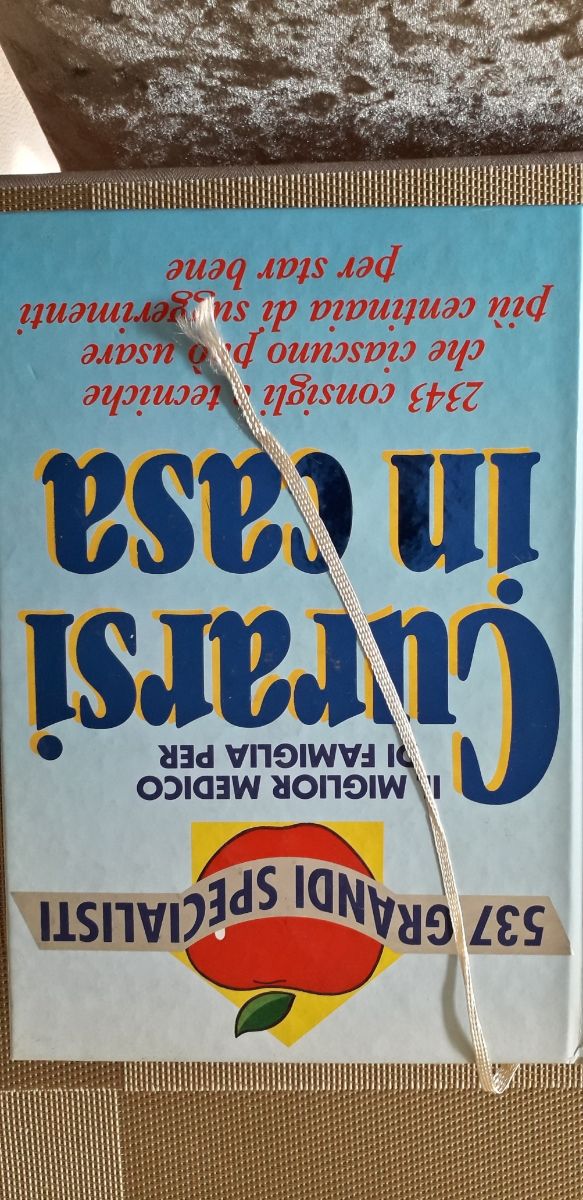 537 GRANDI SPECIALISTI
IL MIGLIOR MEDICO
DI FAMIGLIA PER
Curarsi
in casa
2343 consigli e tecniche
che ciascuno può usare
più centinaia di suggerimenti
per star bene